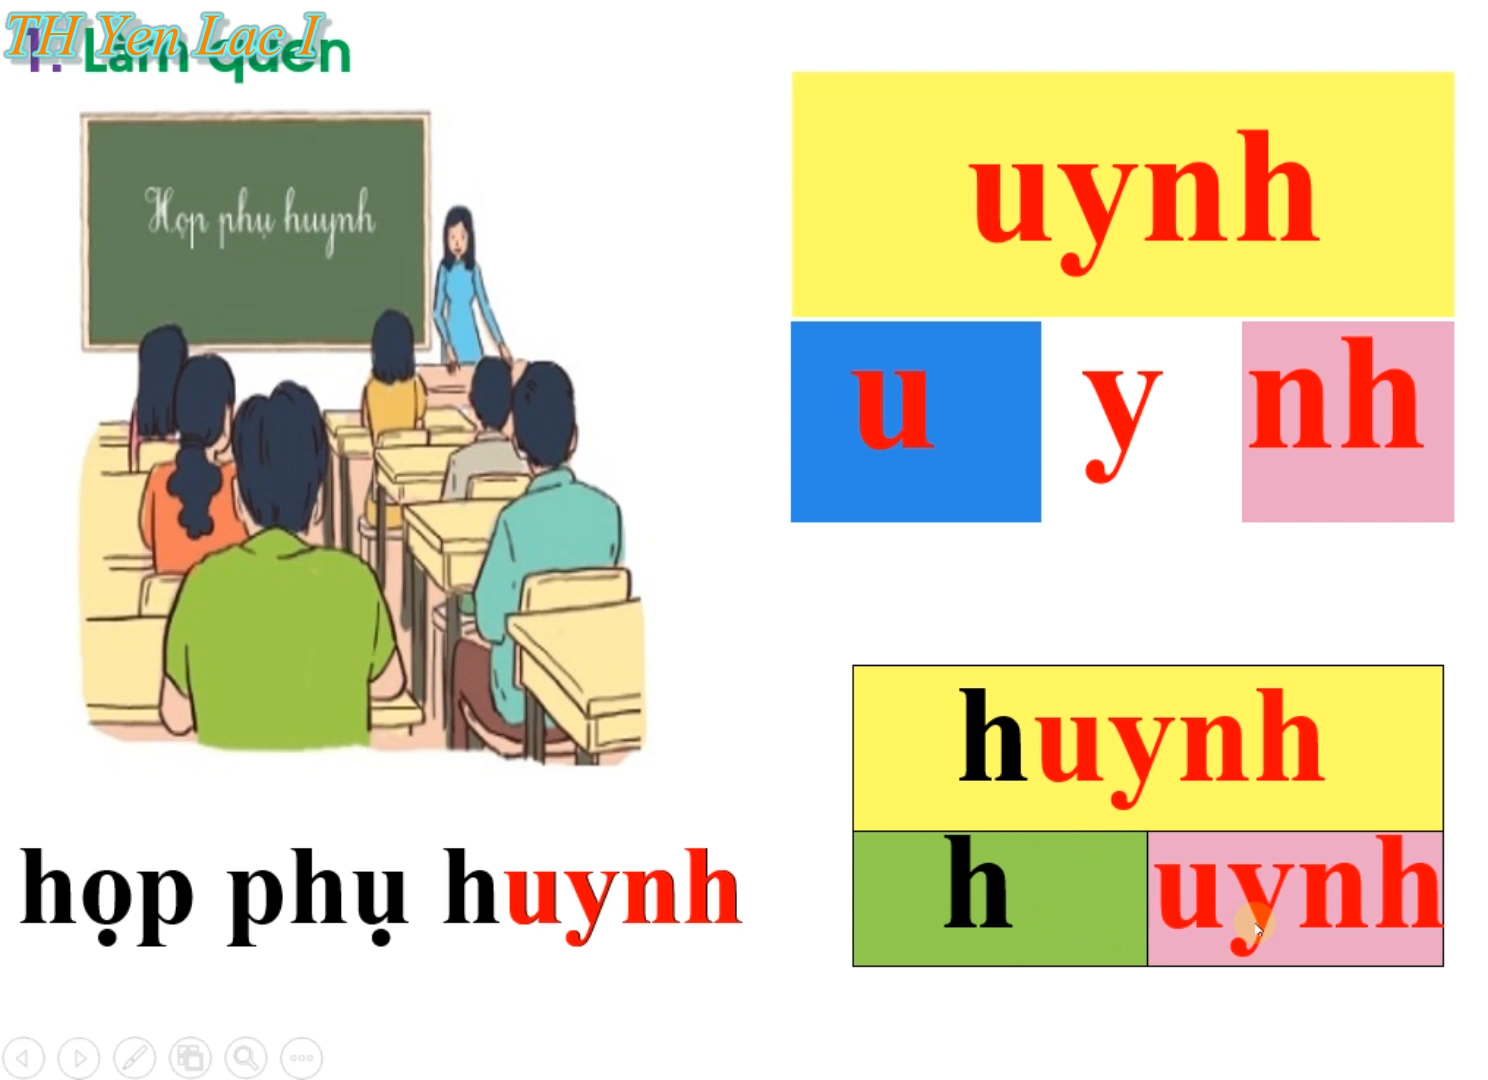 TH Yen Lac I
1. Làm quen
Họp phụ huynh
uynh
u y nh
huynh
h uynh
họp phụ huynh